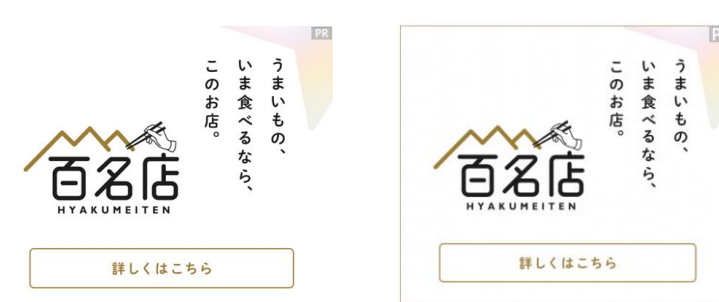 PR
うまいもの、
いま食べるなら、
このお店。
百名店
HYAKUMEITEN
詳しくはこちら
うまいもの、
いま食べるなら、
このお店。
百名店
HYAKUMEITEN
詳しくはこちら